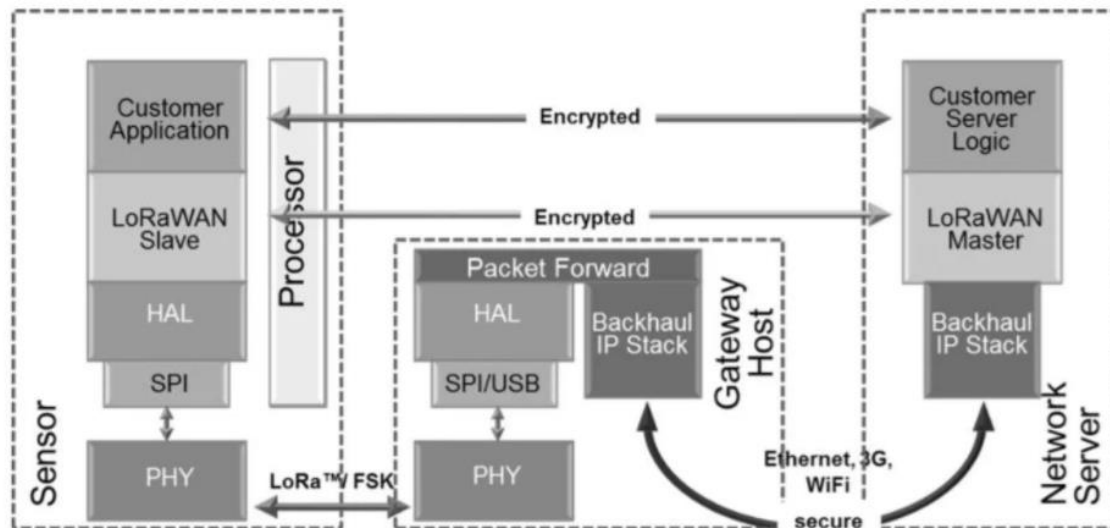 Sensor
Customer
Application
LoRaWAN
Slave
HAL
SPI
PHY
Processor
Encrypted
Encrypted
LoRa™/ FSK
Packet Forward
HAL
SPI/USB
PHY
Backhaul
IP Stack
Gateway
Host
Ethernet, 3G,
WiFi
secure
Customer
Server
Logic
LoRaWAN
Master
Backhaul
IP Stack
Network
Server